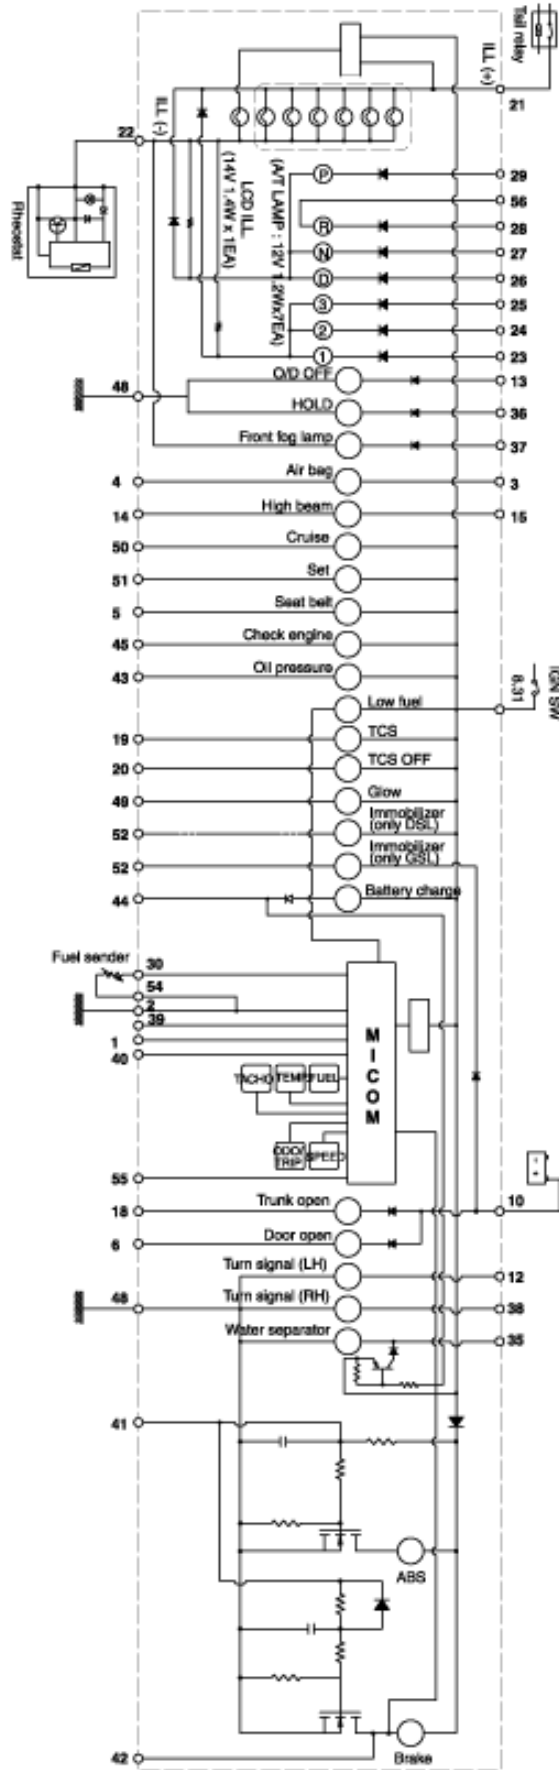 Tail relay
ILL (+)
21
ILL (-)
22
Rheostat
LCD ILL
(14V 1.4W x 1EA)
(A/T LAMP : 12V 1.2Wx7EA)
P
29
56
R
28
N
27
D
26
3
25
2
24
1
23
48
O/D OFF
13
HOLD
36
Front fog lamp
37
4
Air bag
3
14
High beam
15
50
Cruise
51
Set
5
Seat belt
45
Check engine
43
Oil pressure
IGN SW
8,31
Low fuel
19
TCS
20
TCS OFF
49
Glow
52
Immobilizer
(only DSL)
52
Immobilizer
(only GSL)
44
Battery charge
Fuel sender
30
54
2
39
1
40
MICOM
TACHO
TEMP
FUEL
ODO/
TRIP
SPEED
55
18
Trunk open
- +
10
6
Door open
Turn signal (LH)
12
48
Turn signal (RH)
38
Water separator
35
41
ABS
42
Brake